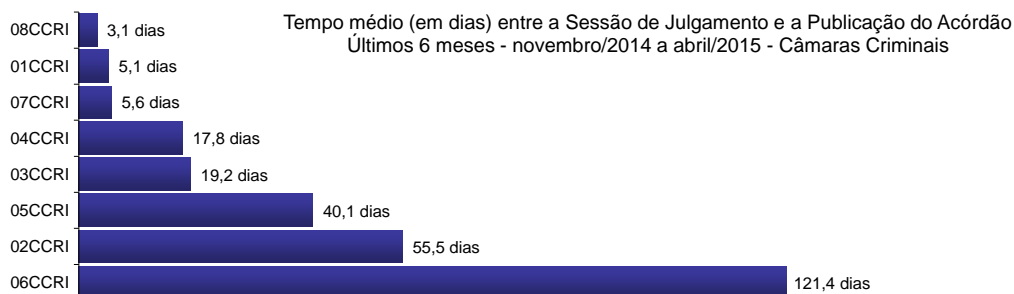 Tempo médio (em dias) entre a Sessão de Julgamento e a Publicação do Acórdão
Últimos 6 meses - novembro/2014 a abril/2015 - Câmaras Criminais
08CCRI 3,1 dias
01CCRI 5,1 dias
07CCRI 5,6 dias
04CCRI 17,8 dias
03CCRI 19,2 dias
05CCRI 40,1 dias
02CCRI 55,5 dias
06CCRI 121,4 dias